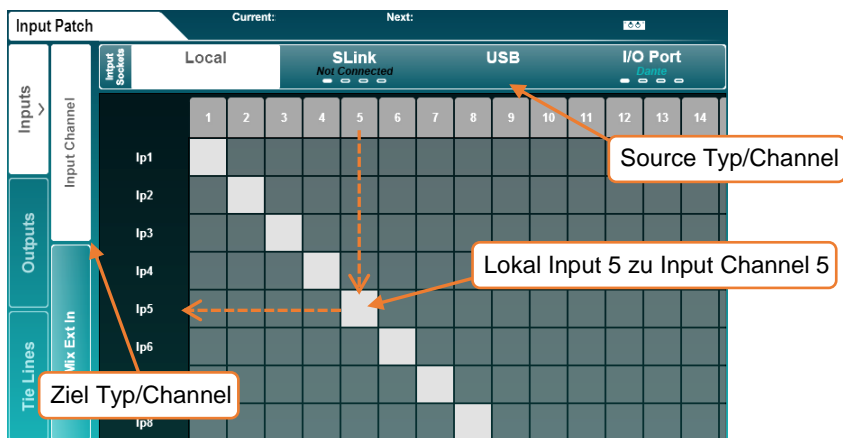 Input Patch
Current:
Next:
Intput
Sockets
Local
SLink
Not Connected
USB
I/O Port
Dante
Inputs
Input Channel
Outputs
Mix Ext In
Tie Lines
1 2 3 4 5 6 7 8 9 10 11 12 13 14
Ip1
Ip2
Ip3
Ip4
Ip5
Ip6
Ip8
Source Typ/Channel
Lokal Input 5 zu Input Channel 5
Ziel Typ/Channel